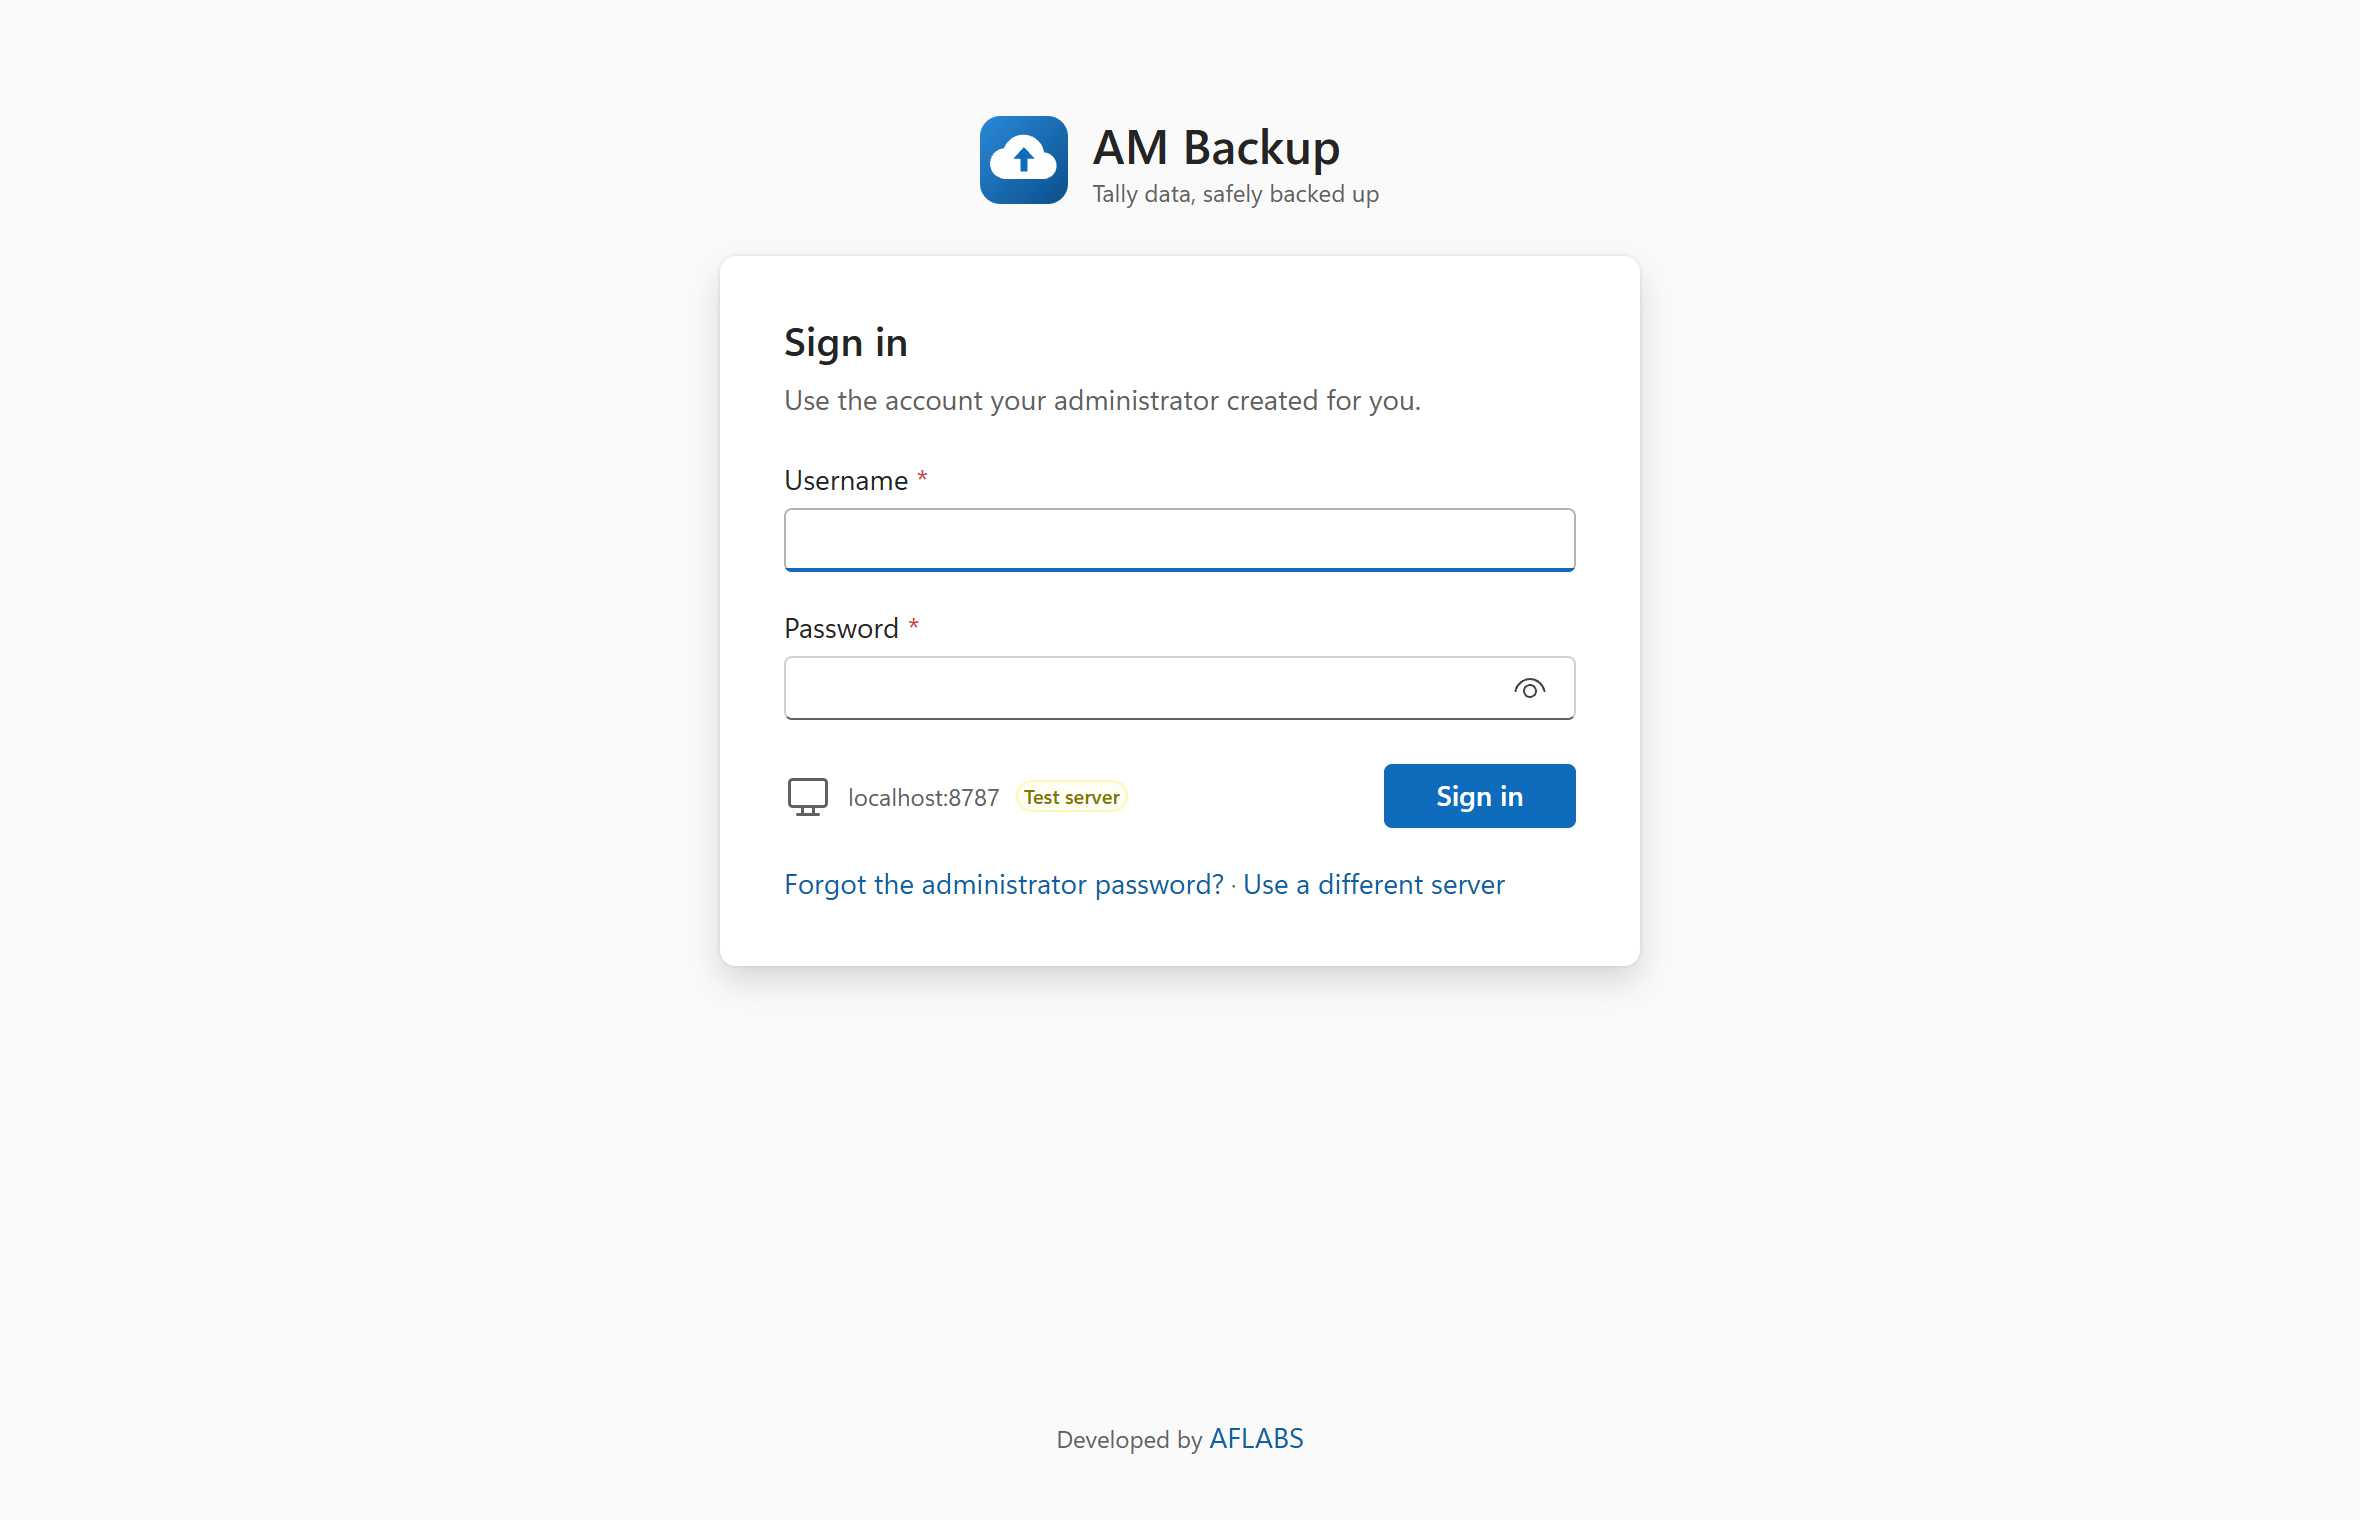 AM Backup
Tally data, safely backed up
Sign in
Use the account your administrator created for you.
Username *
Password *
localhost:8787 Test server Sign in
Forgot the administrator password? · Use a different server
Developed by AFLABS